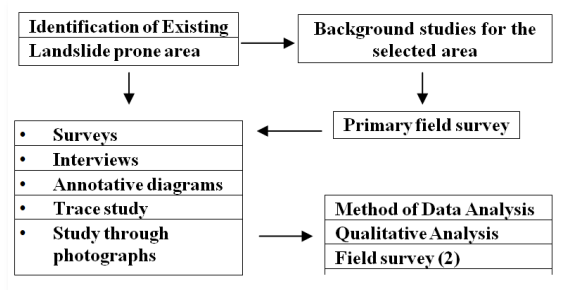 Identification of Existing
Landslide prone area
Background studies for the
selected area
Primary field survey
• Surveys
• Interviews
• Annotative diagrams
• Trace study
• Study through
photographs
Method of Data Analysis
Qualitative Analysis
Field survey (2)